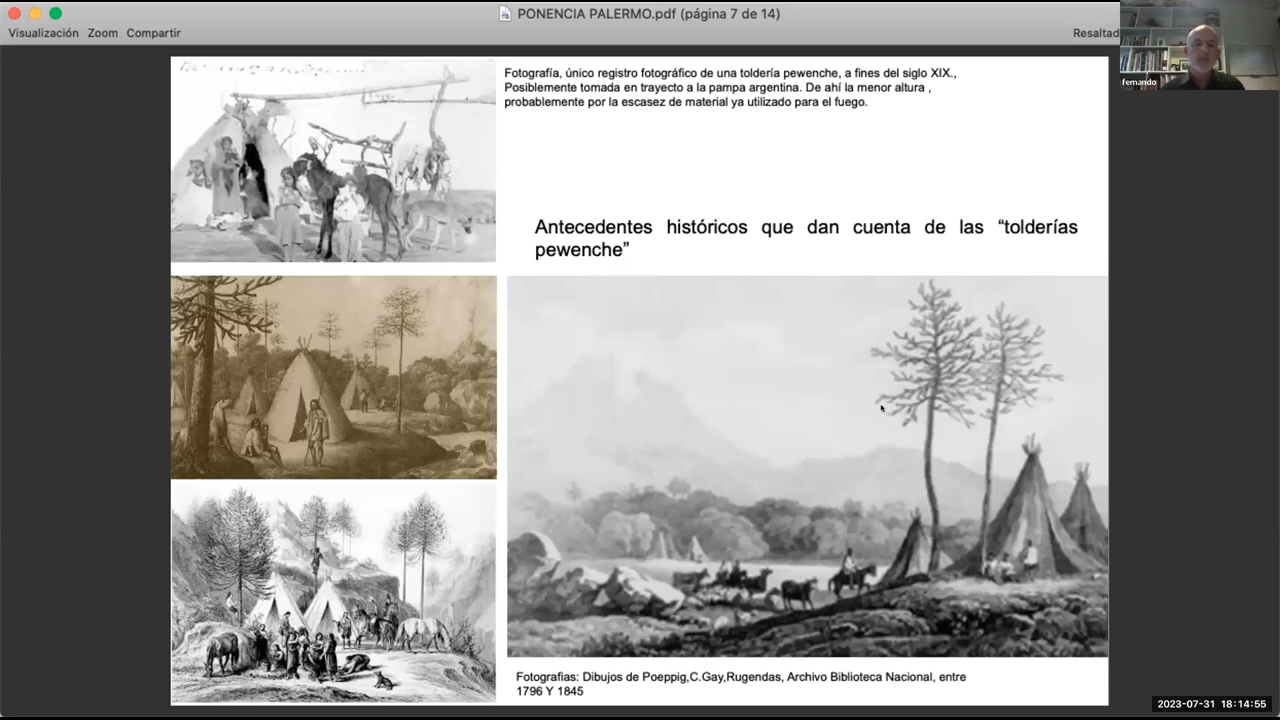 PONENCIA PALERMO.pdf (página 7 de 14)
Visualización Zoom Compartir
Resaltad
fernando
Fotografía, único registro fotográfico de una toldería pewenche, a fines del siglo XIX.,
Posiblemente tomada en trayecto a la pampa argentina. De ahí la menor altura ,
probablemente por la escasez de material ya utilizado para el fuego.
Antecedentes históricos que dan cuenta de las “tolderías
pewenche”
Fotografias: Dibujos de Poeppig,C.Gay,Rugendas, Archivo Biblioteca Nacional, entre
1796 Y 1845
2023-07-31 18:14:55